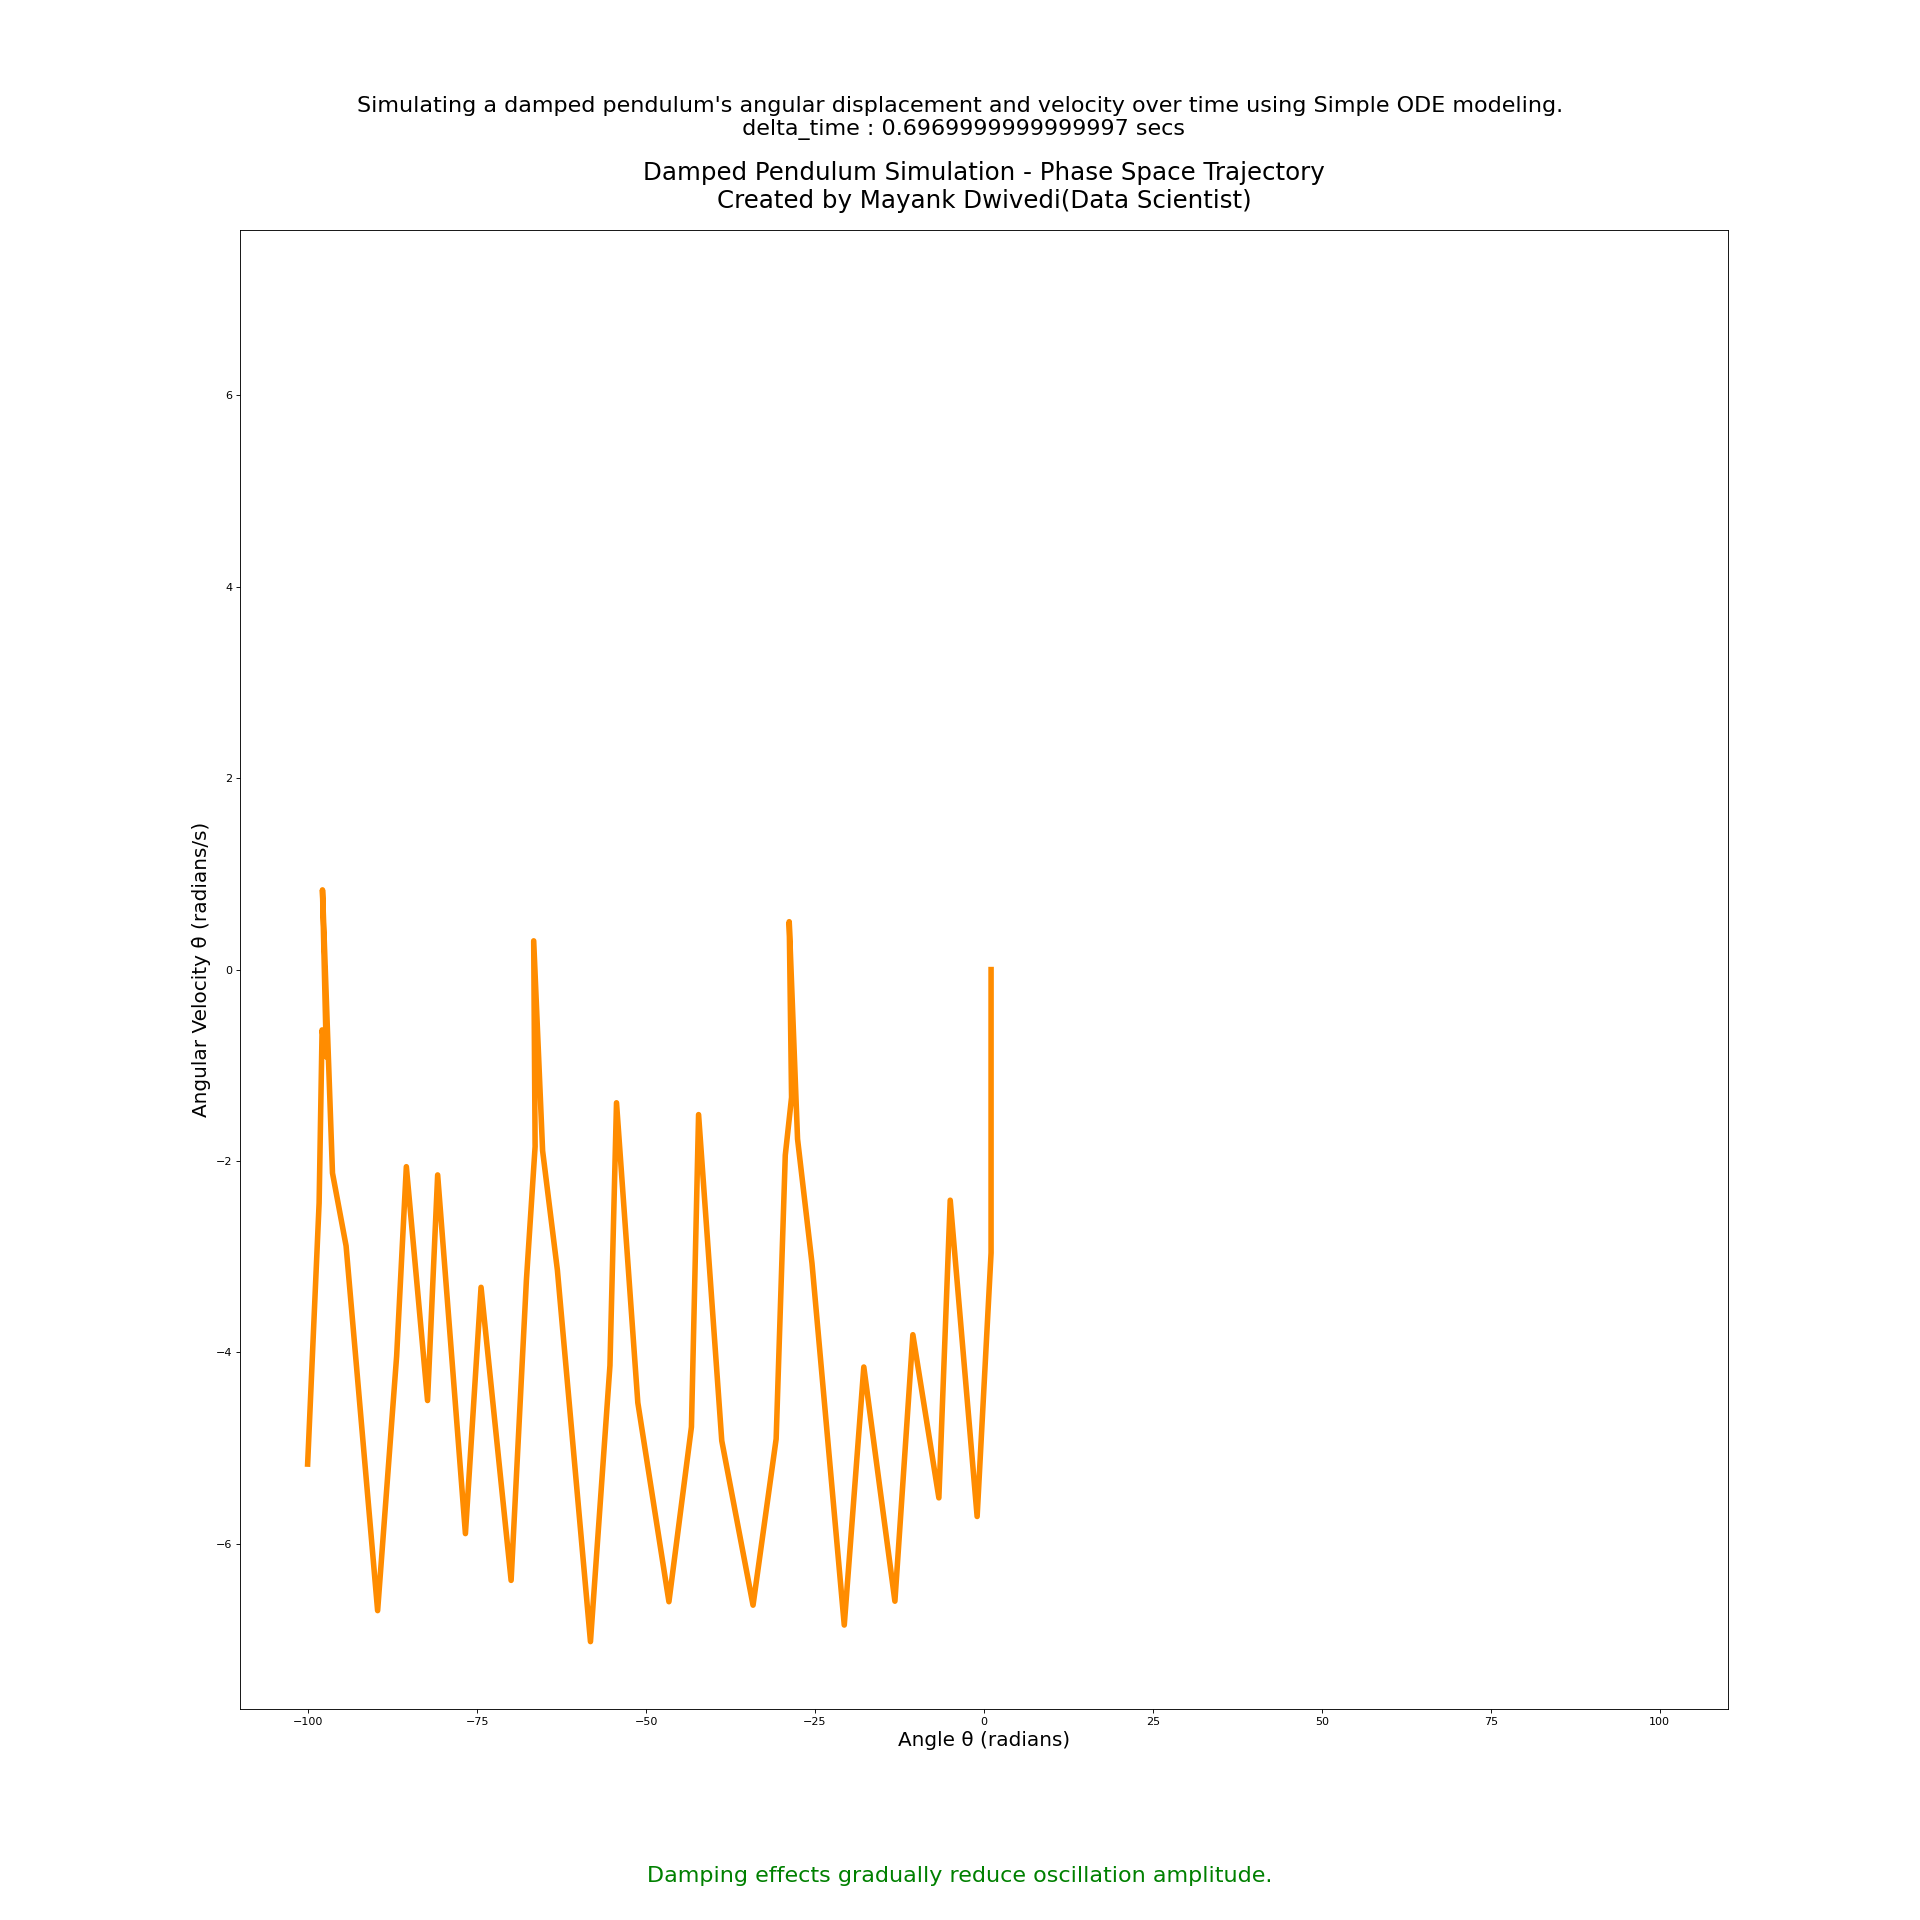 Simulating a damped pendulum's angular displacement and velocity over time using Simple ODE modeling.
delta_time : 0.6969999999999997 secs
Damped Pendulum Simulation - Phase Space Trajectory
Created by Mayank Dwivedi(Data Scientist)
6
4
2
0
−2
−4
−6
Angular Velocity θ (radians/s)
−100
−75
−50
−25
0
25
50
75
100
Angle θ (radians)
Damping effects gradually reduce oscillation amplitude.